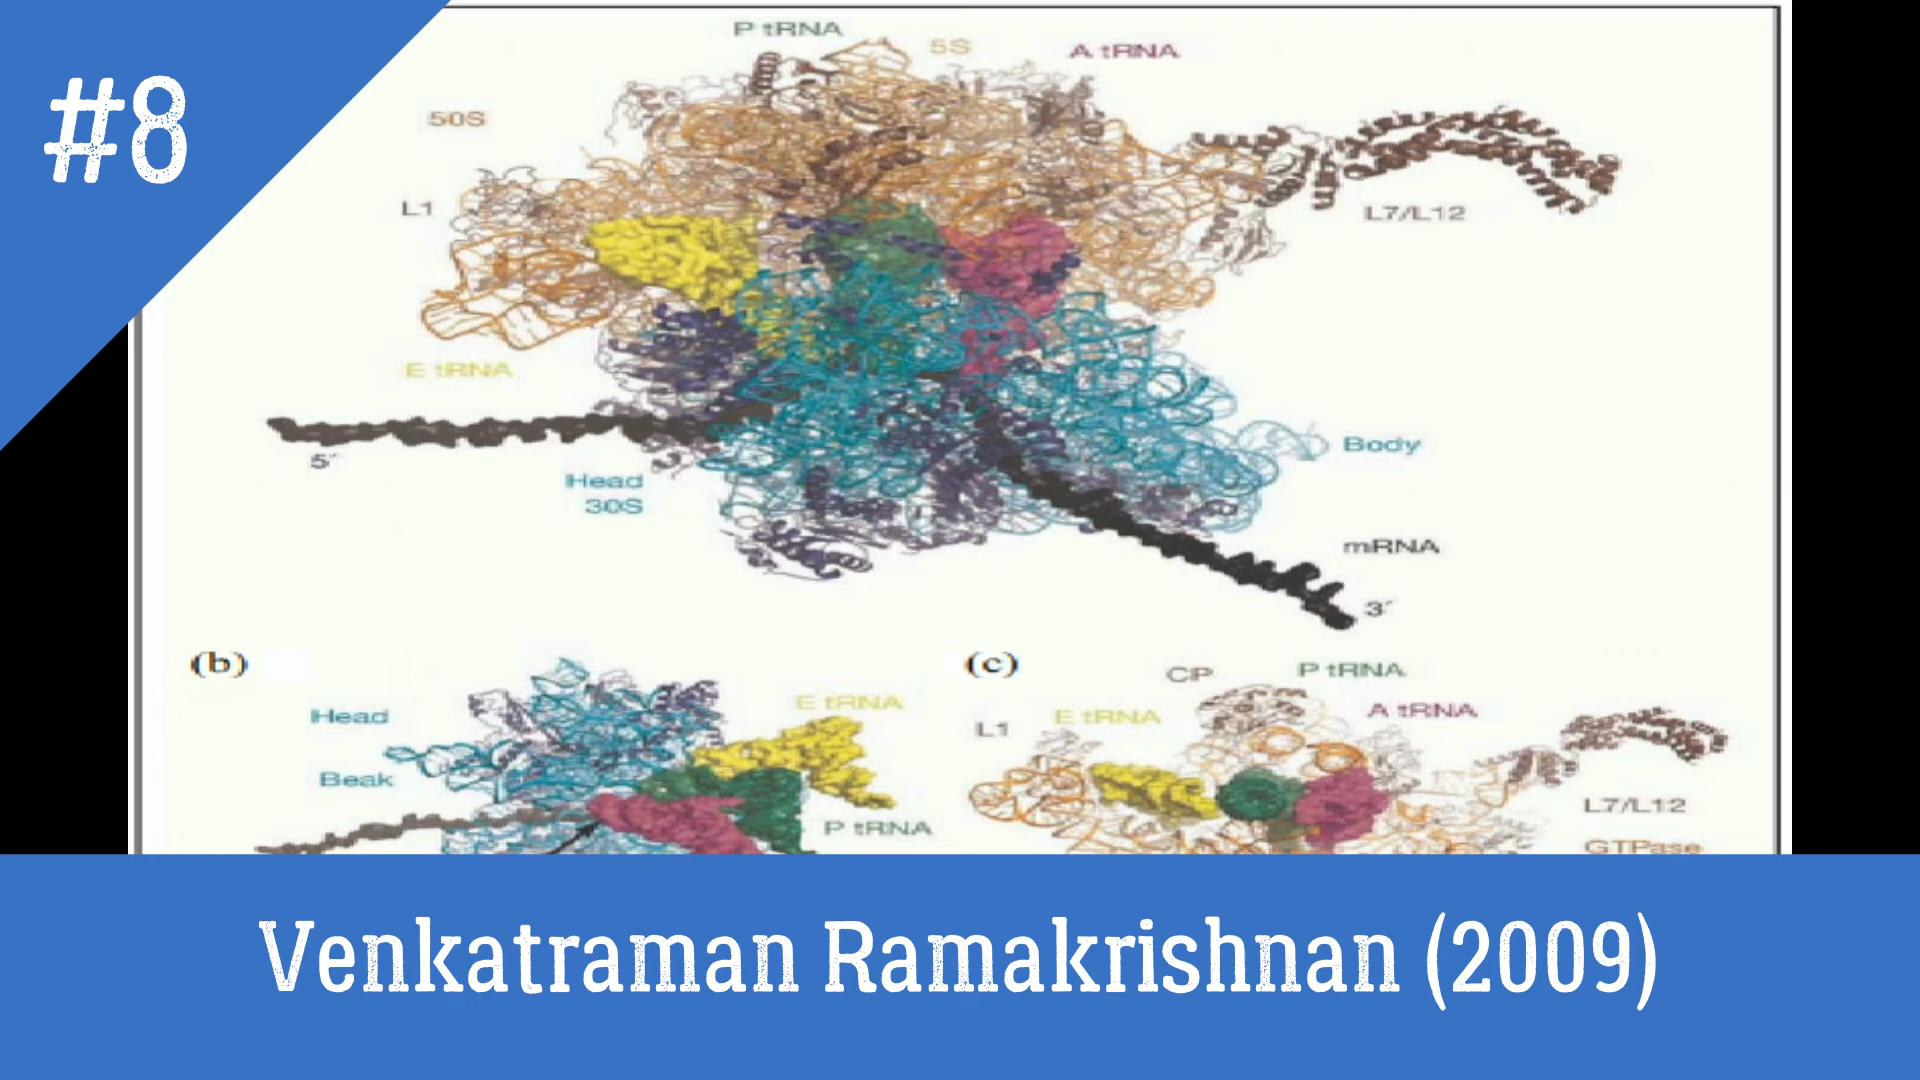 #8
P tRNA
5S
A tRNA
50S
L1
L7/L12
E tRNA
5′
Head
30S
Body
mRNA
3′
(b)
Head
Beak
E tRNA
P tRNA
(c)
CP
P tRNA
L1
E tRNA
A tRNA
L7/L12
GTPase
Venkatraman Ramakrishnan (2009)